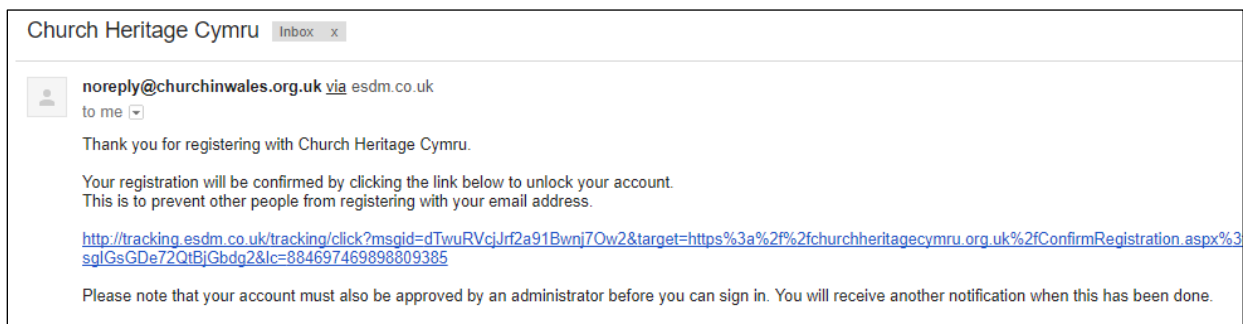 Church Heritage Cymru Inbox x
noreply@churchinwales.org.uk via esdm.co.uk
to me
Thank you for registering with Church Heritage Cymru.
Your registration will be confirmed by clicking the link below to unlock your account.
This is to prevent other people from registering with your email address.
http://tracking.esdm.co.uk/tracking/click?msgid=dTwuRVcjJrf2a91Bwnj7Ow2&target=https%3a%2f%2fchurchheritagecymru.org.uk%2fConfirmRegistration.aspx%3
sglGsGDe72QtBjGbdg2&lc=884697469898809385
Please note that your account must also be approved by an administrator before you can sign in. You will receive another notification when this has been done.